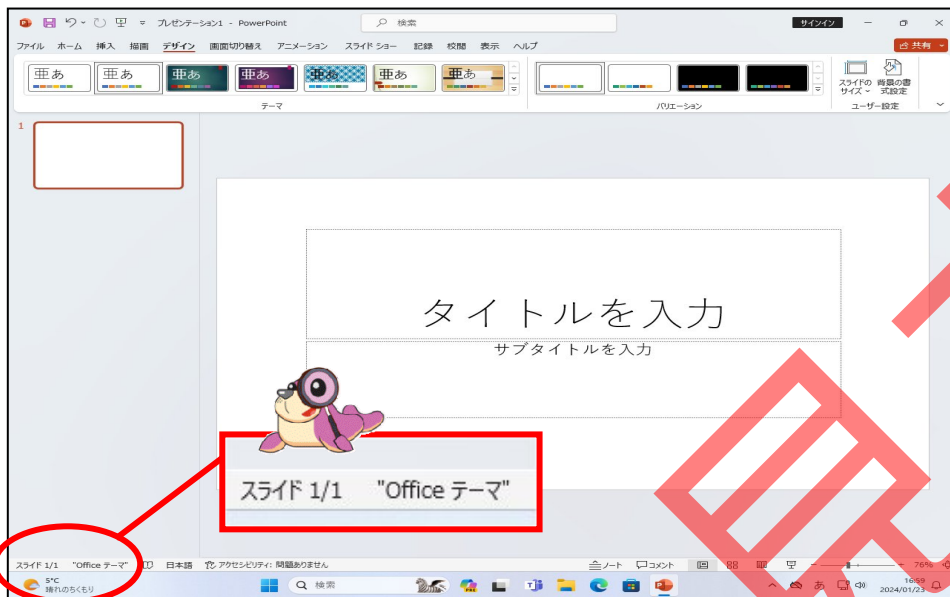 プレゼンテーション1 - PowerPoint
検索
サインイン
ファイル ホーム 挿入 描画 デザイン 画面切り替え アニメーション スライド ショー 記録 校閲 表示 ヘルプ
共有
亜あ 亜あ 亜あ 亜あ 亜あ 亜あ 亜あ
スライドの サイズ
背景の書式設定
テーマ
バリエーション
ユーザー設定
1
タイトルを入力
サブタイトルを入力
スライド 1/1 "Office テーマ"
スライド 1/1 "Office テーマ" 日本語 アクセシビリティ: 問題ありません
ノート コメント
76%
5°C
晴れのちくもり
検索
あ
16:59
2024/01/23